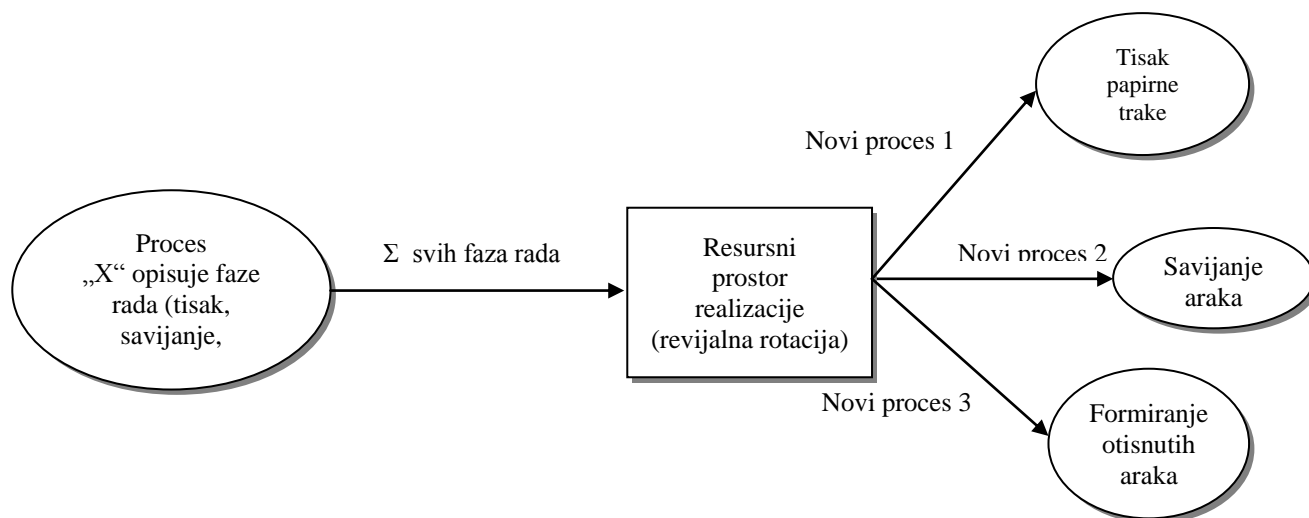 Proces
„X“ opisuje faze
rada (tisak,
savijanje,
Σ svih faza rada
Resursni
prostor
realizacije
(revijalna rotacija)
Novi proces 1
Tisak
papirne
trake
Novi proces 2
Savijanje
araka
Novi proces 3
Formiranje
otisnutih
araka